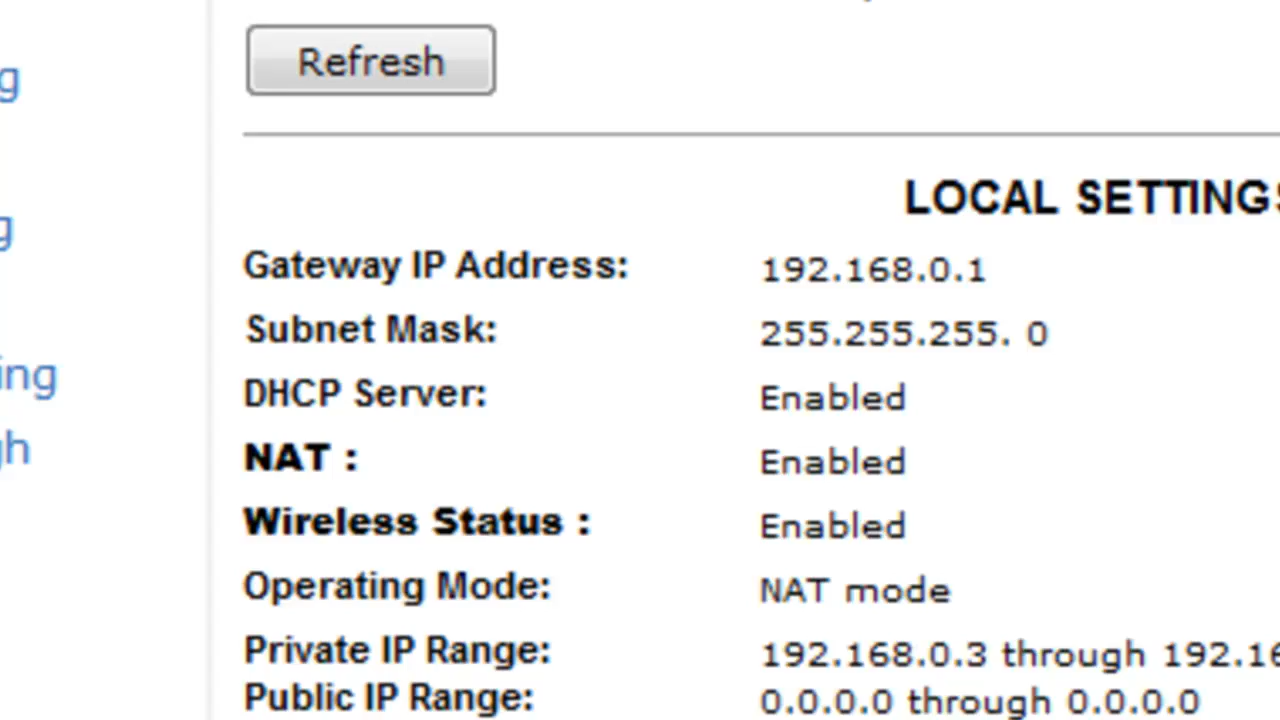 Refresh
LOCAL SETTINGS
Gateway IP Address: 192.168.0.1
Subnet Mask: 255.255.255. 0
DHCP Server: Enabled
NAT : Enabled
Wireless Status : Enabled
Operating Mode: NAT mode
Private IP Range: 192.168.0.3 through 192.16
Public IP Range: 0.0.0.0 through 0.0.0.0